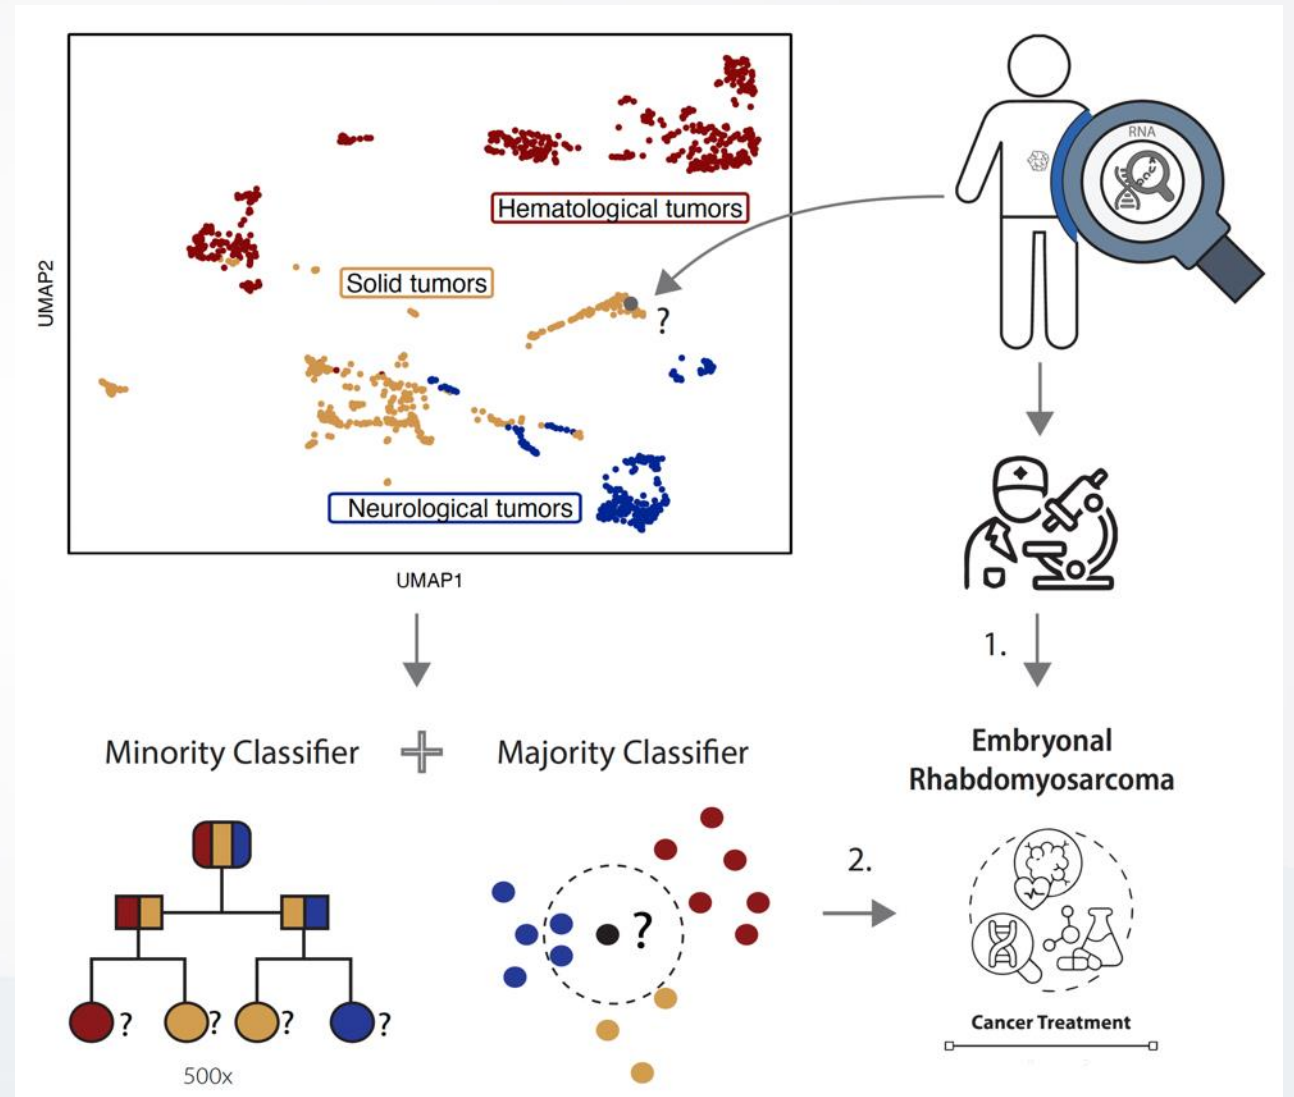 RNA
Hematological tumors
Solid tumors
?
Neurological tumors
UMAP2
UMAP1
1.
Minority Classifier
Majority Classifier
Embryonal
Rhabdomyosarcoma
2.
?
? ? ? ?
500x
Cancer Treatment